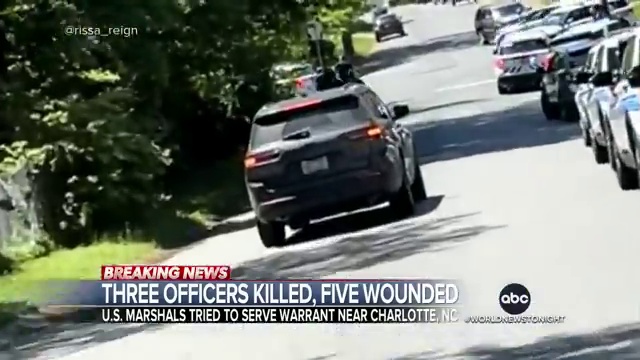 @rissa_reign
BREAKING NEWS
THREE OFFICERS KILLED, FIVE WOUNDED
abc
U.S. MARSHALS TRIED TO SERVE WARRANT NEAR CHARLOTTE, NC
#WORLDNEWSTONIGHT